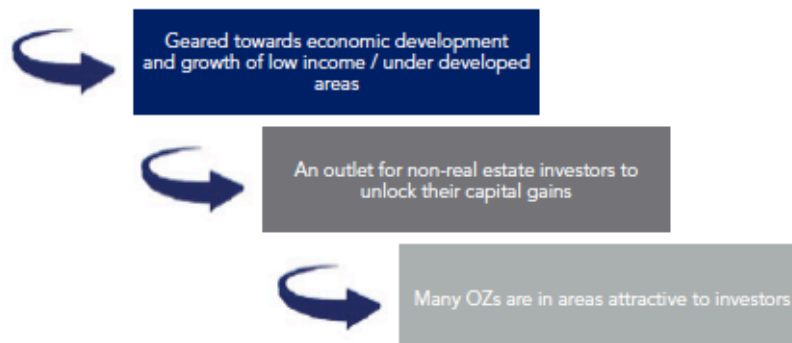 Geared towards economic development
and growth of low income / under developed
areas
An outlet for non-real estate investors to
unlock their capital gains
Many OZs are in areas attractive to investors